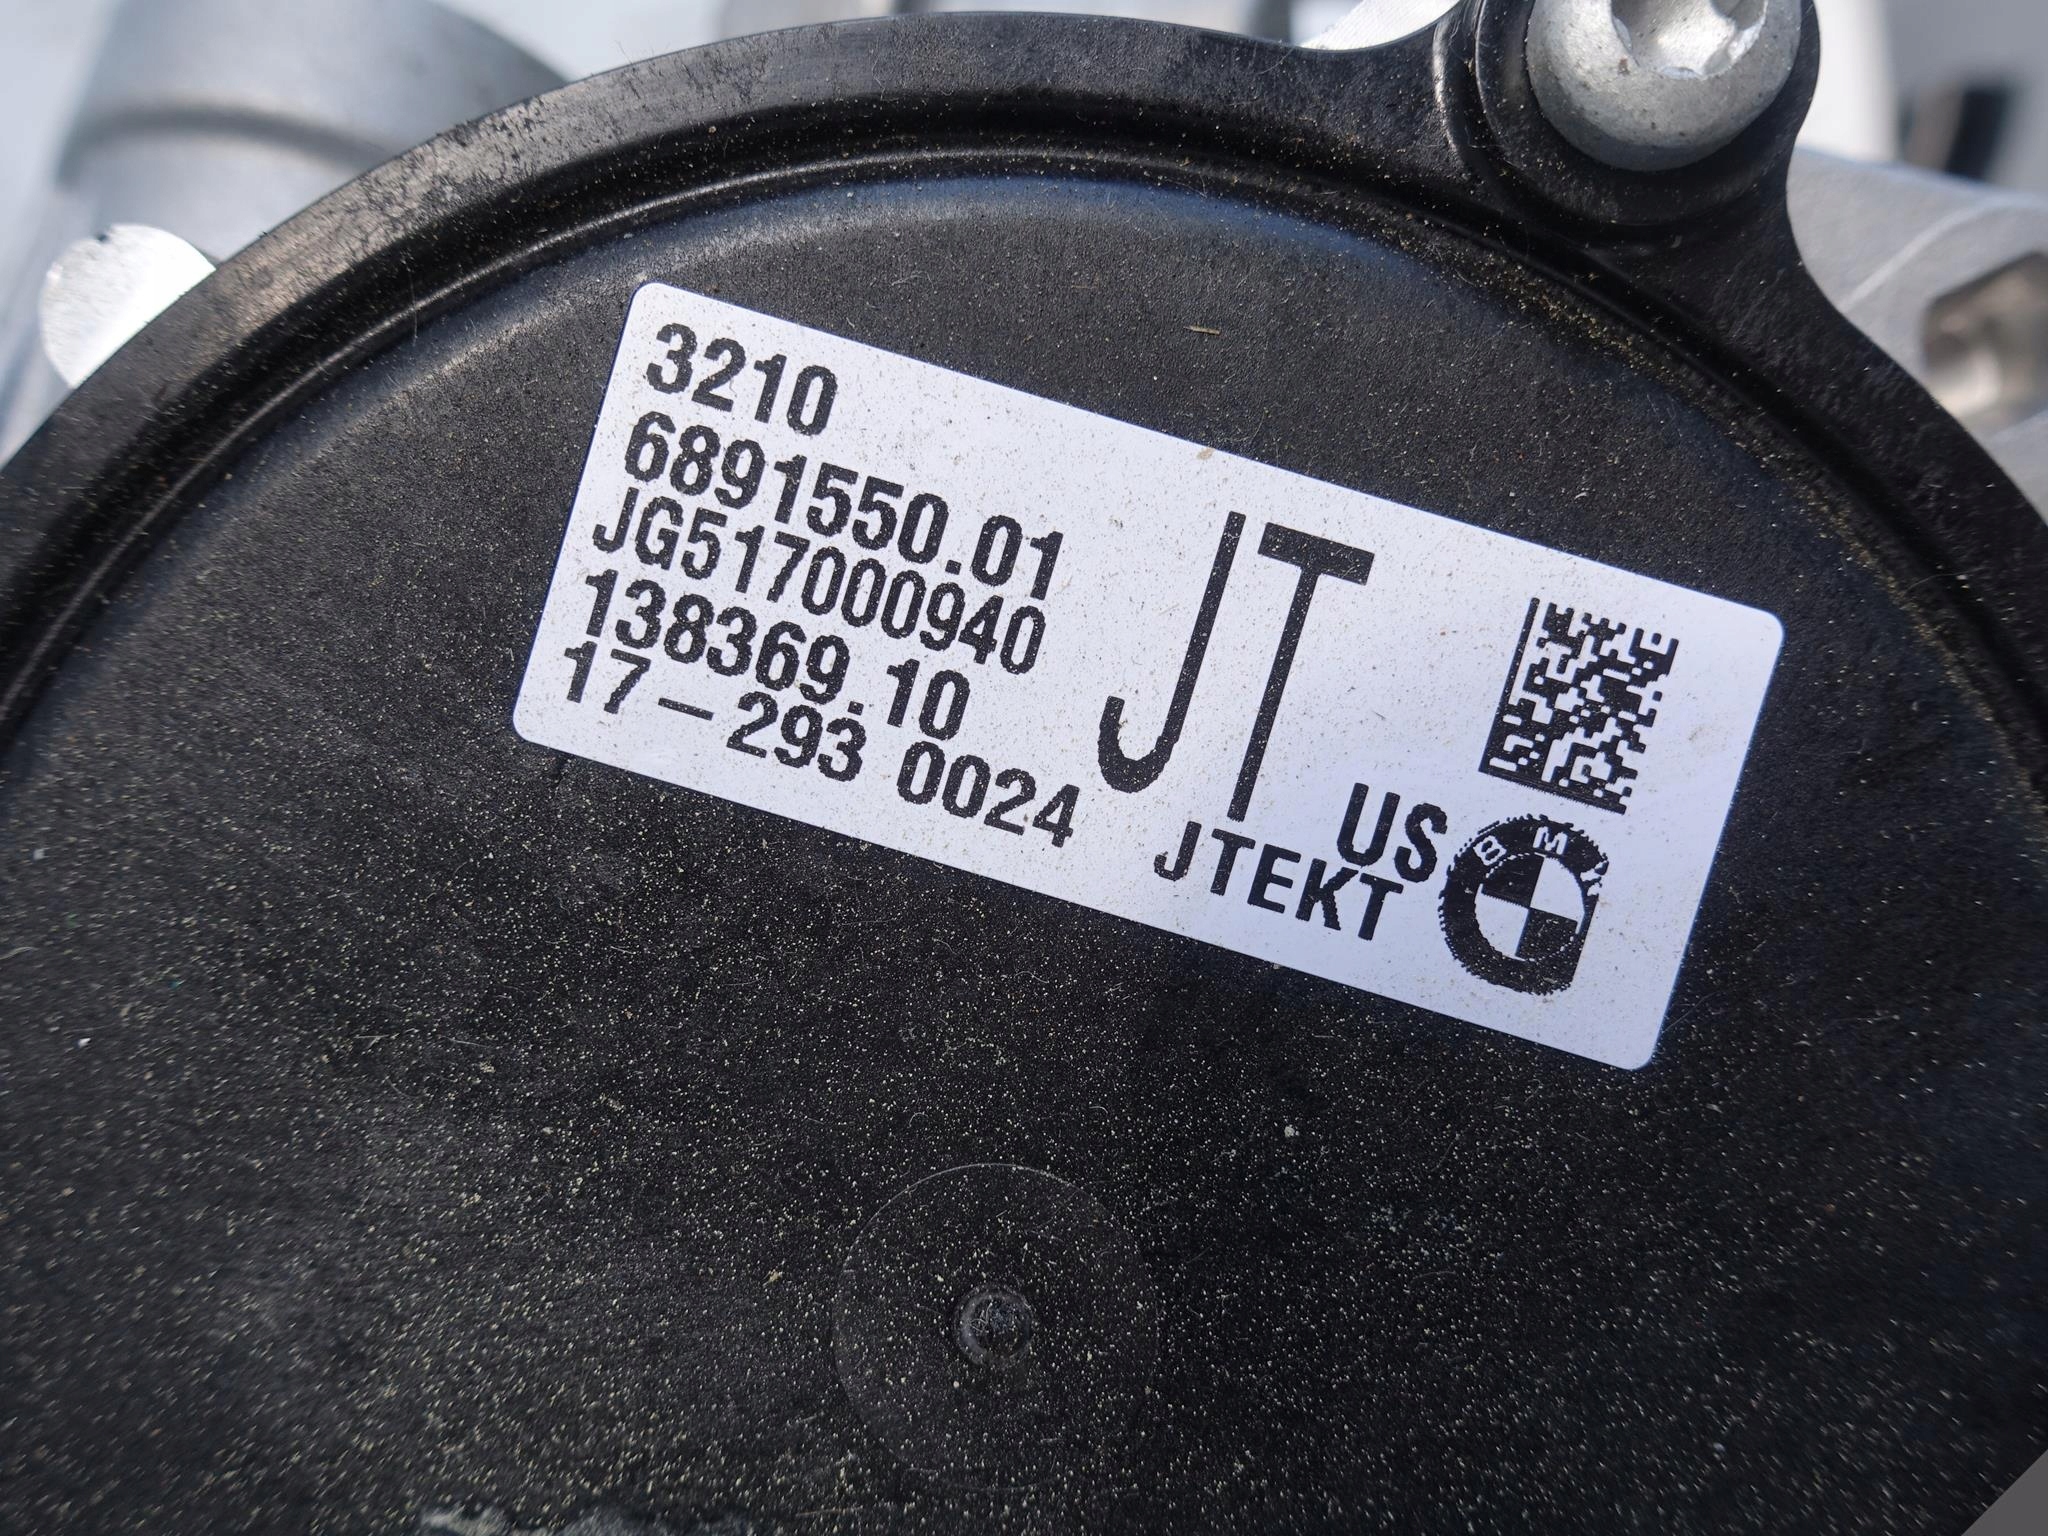 3210
6891550.01
JG517000940
138369.10
17-293 0024
JT
JTEKT
US
BMW